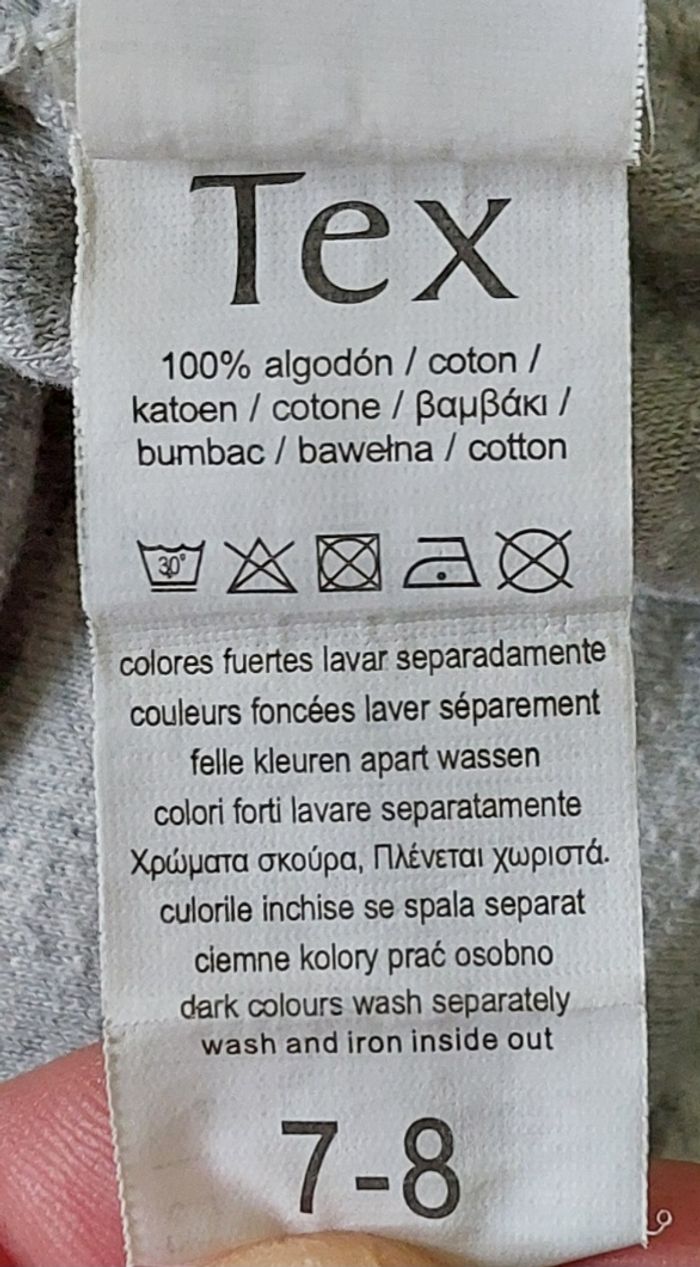 Tex
100% algodón / coton /
katoen / cotone / βαμβάκι /
bumbac / bawełna / cotton
30°
colores fuertes lavar separadamente
couleurs foncées laver séparement
felle kleuren apart wassen
colori forti lavare separatamente
Χρώματα σκούρα, Πλένεται χωριστά.
culorile inchise se spala separat
ciemne kolory prać osobno
dark colours wash separately
wash and iron inside out
7-8